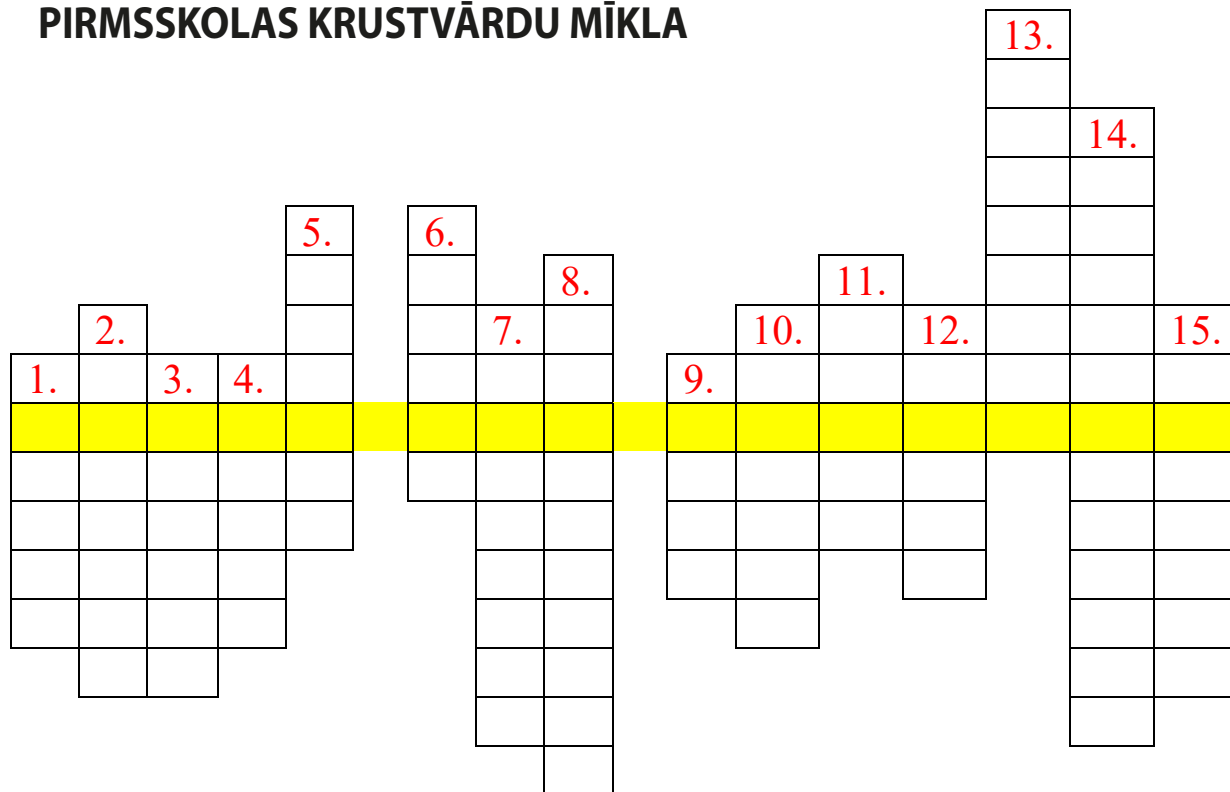 PIRMSSKOLAS KRUSTVĀRDU MĪKLA
13.
14.
5. 6.
8. 11.
2. 7. 10. 12. 15.
1. 3. 4. 9.